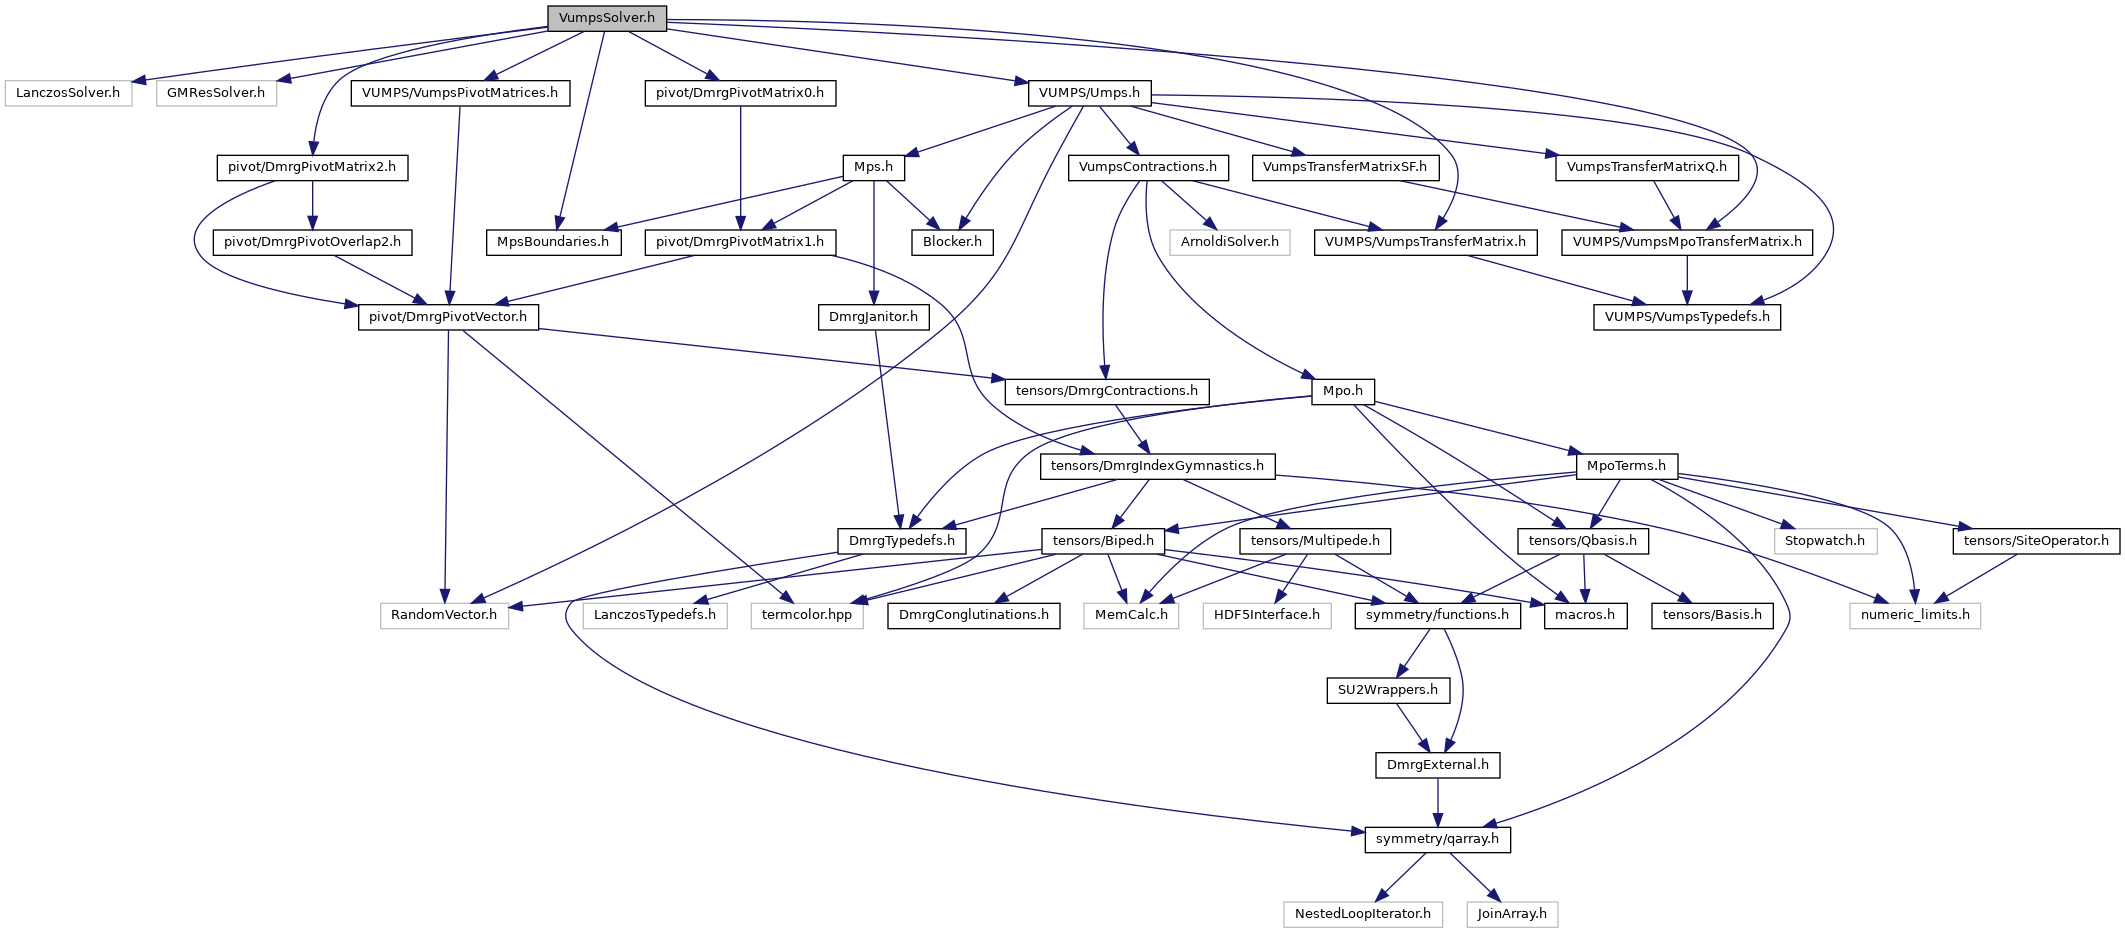 VumpsSolver.h
LanczosSolver.h
GMResSolver.h
VUMPS/VumpsPivotMatrices.h
pivot/DmrgPivotMatrix0.h
VUMPS/Umps.h
pivot/DmrgPivotMatrix2.h
Mps.h
VumpsContractions.h
VumpsTransferMatrixSF.h
VumpsTransferMatrixQ.h
pivot/DmrgPivotOverlap2.h
MpsBoundaries.h
pivot/DmrgPivotMatrix1.h
Blocker.h
ArnoldiSolver.h
VUMPS/VumpsTransferMatrix.h
VUMPS/VumpsMpoTransferMatrix.h
pivot/DmrgPivotVector.h
DmrgJanitor.h
VUMPS/VumpsTypedefs.h
tensors/DmrgContractions.h
Mpo.h
tensors/DmrgIndexGymnastics.h
MpoTerms.h
DmrgTypedefs.h
tensors/Biped.h
tensors/Multipede.h
tensors/Qbasis.h
Stopwatch.h
tensors/SiteOperator.h
RandomVector.h
LanczosTypedefs.h
termcolor.hpp
DmrgConglutinations.h
MemCalc.h
HDF5Interface.h
symmetry/functions.h
macros.h
tensors/Basis.h
numeric_limits.h
SU2Wrappers.h
DmrgExternal.h
symmetry/qarray.h
NestedLoopIterator.h
JoinArray.h